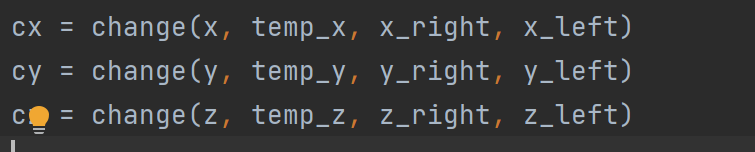 cx = change(x, temp_x, x_right, x_left)
cy = change(y, temp_y, y_right, y_left)
c = change(z, temp_z, z_right, z_left)